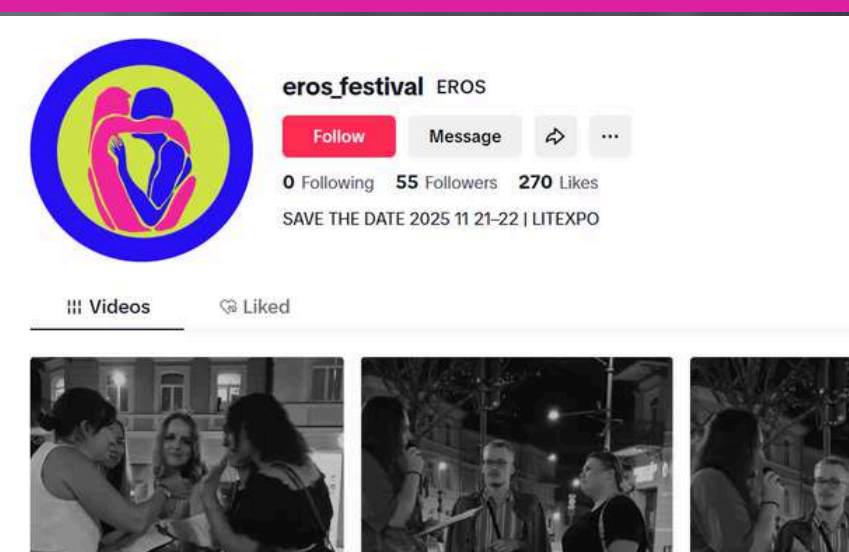 eros_festival EROS
Follow Message ...
0 Following 55 Followers 270 Likes
SAVE THE DATE 2025 11 21–22 | LITEXPO
Videos Liked